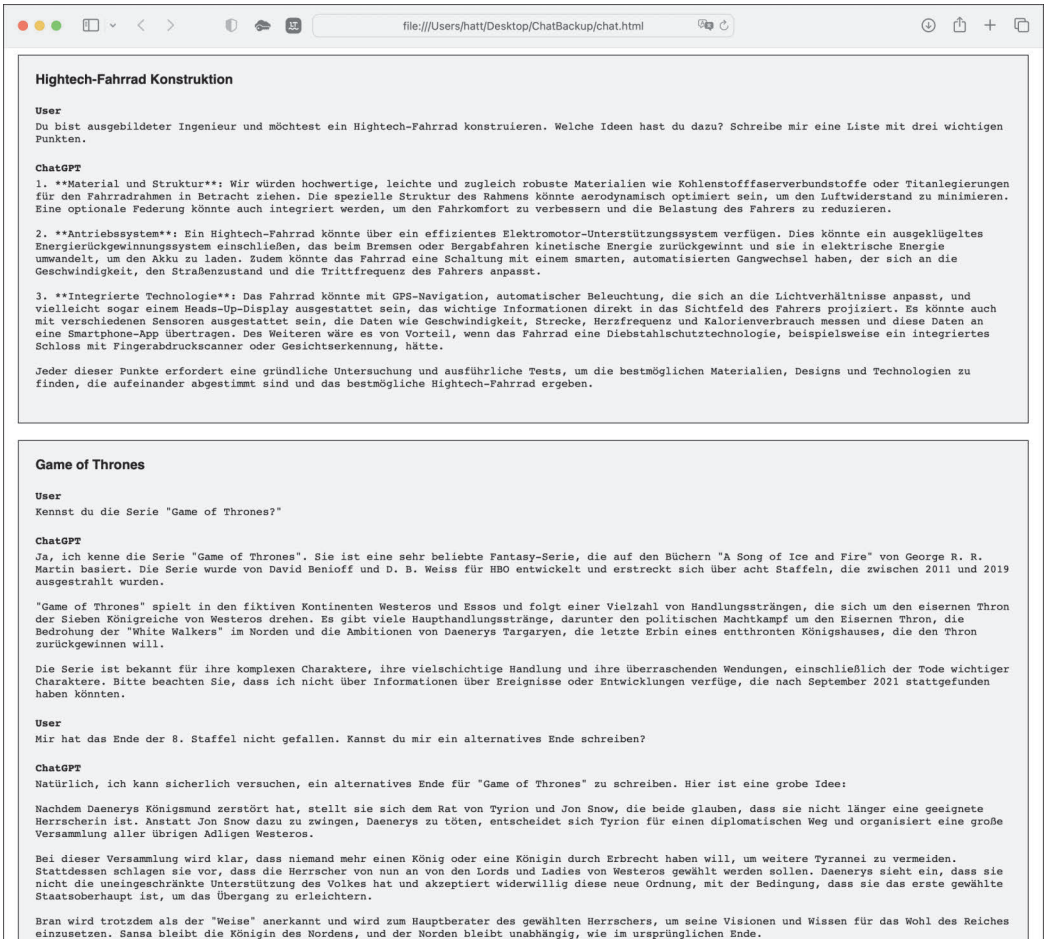 file:///Users/hatt/Desktop/ChatBackup/chat.html
Hightech-Fahrrad Konstruktion
User
Du bist ausgebildeter Ingenieur und möchtest ein Hightech-Fahrrad konstruieren. Welche Ideen hast du dazu? Schreibe mir eine Liste mit drei wichtigen
Punkten.
ChatGPT
1. **Material und Struktur**: Wir würden hochwertige, leichte und zugleich robuste Materialien wie Kohlenstofffaserverbundstoffe oder Titanlegierungen
für den Fahrradrahmen in Betracht ziehen. Die spezielle Struktur des Rahmens könnte aerodynamisch optimiert sein, um den Luftwiderstand zu minimieren.
Eine optionale Federung könnte auch integriert werden, um den Fahrkomfort zu verbessern und die Belastung des Fahrers zu reduzieren.
2. **Antriebssystem**: Ein Hightech-Fahrrad könnte über ein effizientes Elektromotor-Unterstützungssystem verfügen. Dies könnte ein ausgeklügeltes
Energierückgewinnungssystem einschließen, das beim Bremsen oder Bergabfahren kinetische Energie zurückgewinnt und sie in elektrische Energie
umwandelt, um den Akku zu laden. Zudem könnte das Fahrrad eine Schaltung mit einem smarten, automatisierten Gangwechsel haben, der sich an die
Geschwindigkeit, den Straßenzustand und die Trittfrequenz des Fahrers anpasst.
3. **Integrierte Technologie**: Das Fahrrad könnte mit GPS-Navigation, automatischer Beleuchtung, die sich an die Lichtverhältnisse anpasst, und
vielleicht sogar einem Heads-Up-Display ausgestattet sein, das wichtige Informationen direkt in das Sichtfeld des Fahrers projiziert. Es könnte auch
mit verschiedenen Sensoren ausgestattet sein, die Daten wie Geschwindigkeit, Strecke, Herzfrequenz und Kalorienverbrauch messen und diese Daten an
eine Smartphone-App übertragen. Des Weiteren wäre es von Vorteil, wenn das Fahrrad eine Diebstahlschutztechnologie, beispielsweise ein integriertes
Schloss mit Fingerabdruckscanner oder Gesichtserkennung, hätte.
Jeder dieser Punkte erfordert eine gründliche Untersuchung und ausführliche Tests, um die bestmöglichen Materialien, Designs und Technologien zu
finden, die aufeinander abgestimmt sind und das bestmögliche Hightech-Fahrrad ergeben.
Game of Thrones
User
Kennst du die Serie "Game of Thrones?"
ChatGPT
Ja, ich kenne die Serie "Game of Thrones". Sie ist eine sehr beliebte Fantasy-Serie, die auf den Büchern "A Song of Ice and Fire" von George R. R.
Martin basiert. Die Serie wurde von David Benioff und D. B. Weiss für HBO entwickelt und erstreckt sich über acht Staffeln, die zwischen 2011 und 2019
ausgestrahlt wurden.
"Game of Thrones" spielt in den fiktiven Kontinenten Westeros und Essos und folgt einer Vielzahl von Handlungssträngen, die sich um den eisernen Thron
der Sieben Königreiche von Westeros drehen. Es gibt viele Haupthandlungsstränge, darunter den politischen Machtkampf um den Eisernen Thron, die
Bedrohung der "White Walkers" im Norden und die Ambitionen von Daenerys Targaryen, die letzte Erbin eines entthronten Königshauses, die den Thron
zurückgewinnen will.
Die Serie ist bekannt für ihre komplexen Charaktere, ihre vielschichtige Handlung und ihre überraschenden Wendungen, einschließlich der Tode wichtiger
Charaktere. Bitte beachten Sie, dass ich nicht über Informationen über Ereignisse oder Entwicklungen verfüge, die nach September 2021 stattgefunden
haben könnten.
User
Mir hat das Ende der 8. Staffel nicht gefallen. Kannst du mir ein alternatives Ende schreiben?
ChatGPT
Natürlich, ich kann sicherlich versuchen, ein alternatives Ende für "Game of Thrones" zu schreiben. Hier ist eine grobe Idee:
Nachdem Daenerys Königsmund zerstört hat, stellt sie sich dem Rat von Tyrion und Jon Snow, die beide glauben, dass sie nicht länger eine geeignete
Herrscherin ist. Anstatt Jon Snow dazu zu zwingen, Daenerys zu töten, entscheidet sich Tyrion für einen diplomatischen Weg und organisiert eine große
Versammlung aller übrigen Adligen Westeros.
Bei dieser Versammlung wird klar, dass niemand mehr einen König oder eine Königin durch Erbrecht haben will, um weitere Tyrannei zu vermeiden.
Stattdessen schlagen sie vor, dass die Herrscher von nun an von den Lords und Ladies von Westeros gewählt werden sollen. Daenerys sieht ein, dass sie
nicht die uneingeschränkte Unterstützung des Volkes hat und akzeptiert widerwillig diese neue Ordnung, mit der Bedingung, dass sie das erste gewählte
Staatsoberhaupt ist, um das Übergang zu erleichtern.
Bran wird trotzdem als der "Weise" anerkannt und wird zum Hauptberater des gewählten Herrschers, um seine Visionen und Wissen für das Wohl des Reiches
einzusetzen. Sansa bleibt die Königin des Nordens, und der Norden bleibt unabhängig, wie im ursprünglichen Ende.